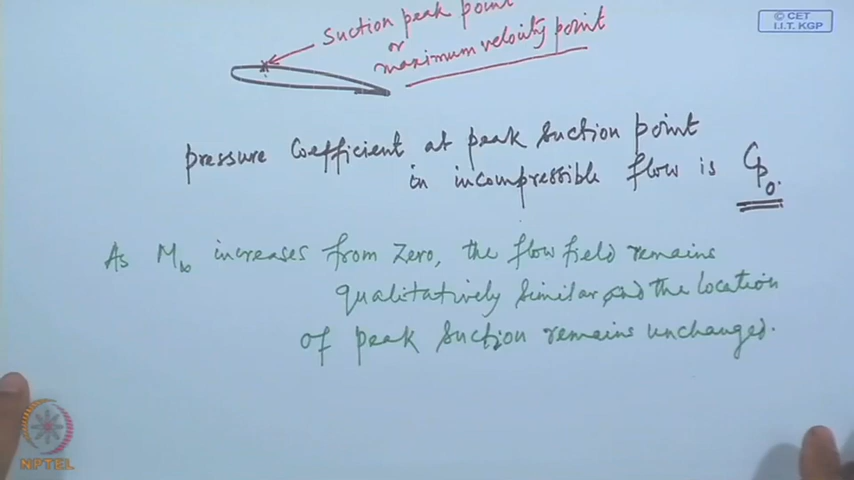 Suction peak point
or
maximum velocity point
© CET
I.I.T. KGP
pressure coefficient at peak suction point
in incompressible flow is Cp₀.
As M∞ increases from zero, the flow field remains
qualitatively similar and the location
of peak suction remains unchanged.
NPTEL